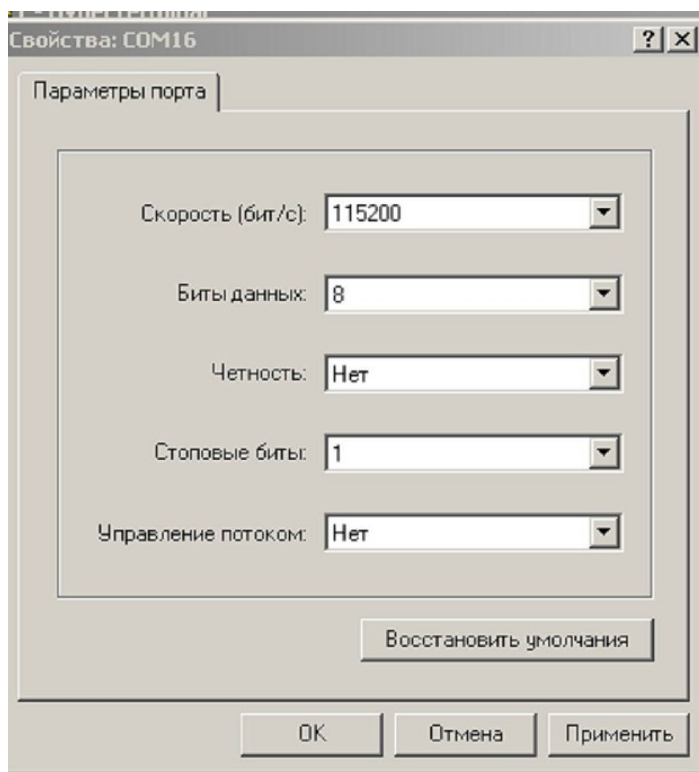 Свойства: COM16
Параметры порта
Скорость (бит/с): 115200
Биты данных: 8
Четность: Нет
Стоповые биты: 1
Управление потоком: Нет
Восстановить умолчания
OK Отмена Применить